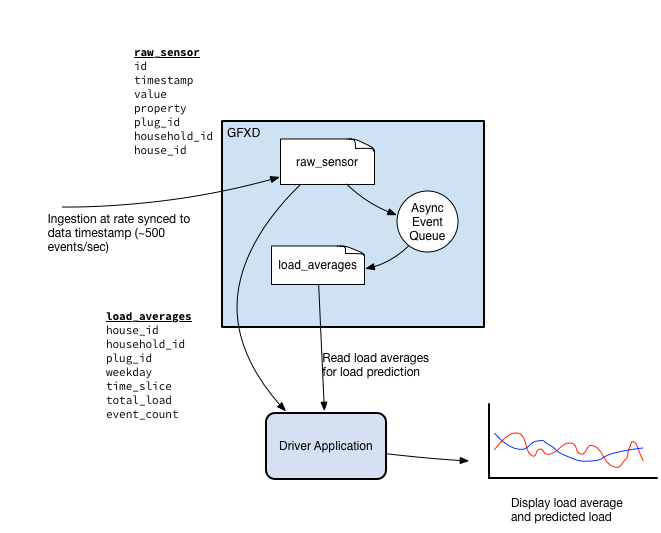 raw_sensor
id
timestamp
value
property
plug_id
household_id
house_id
GFXD
raw_sensor
Async
Event
Queue
Ingestion at rate synced to
data timestamp (~500
events/sec)
load_averages
load_averages
house_id
household_id
plug_id
weekday
time_slice
total_load
event_count
Read load averages
for load prediction
Driver Application
Display load average
and predicted load